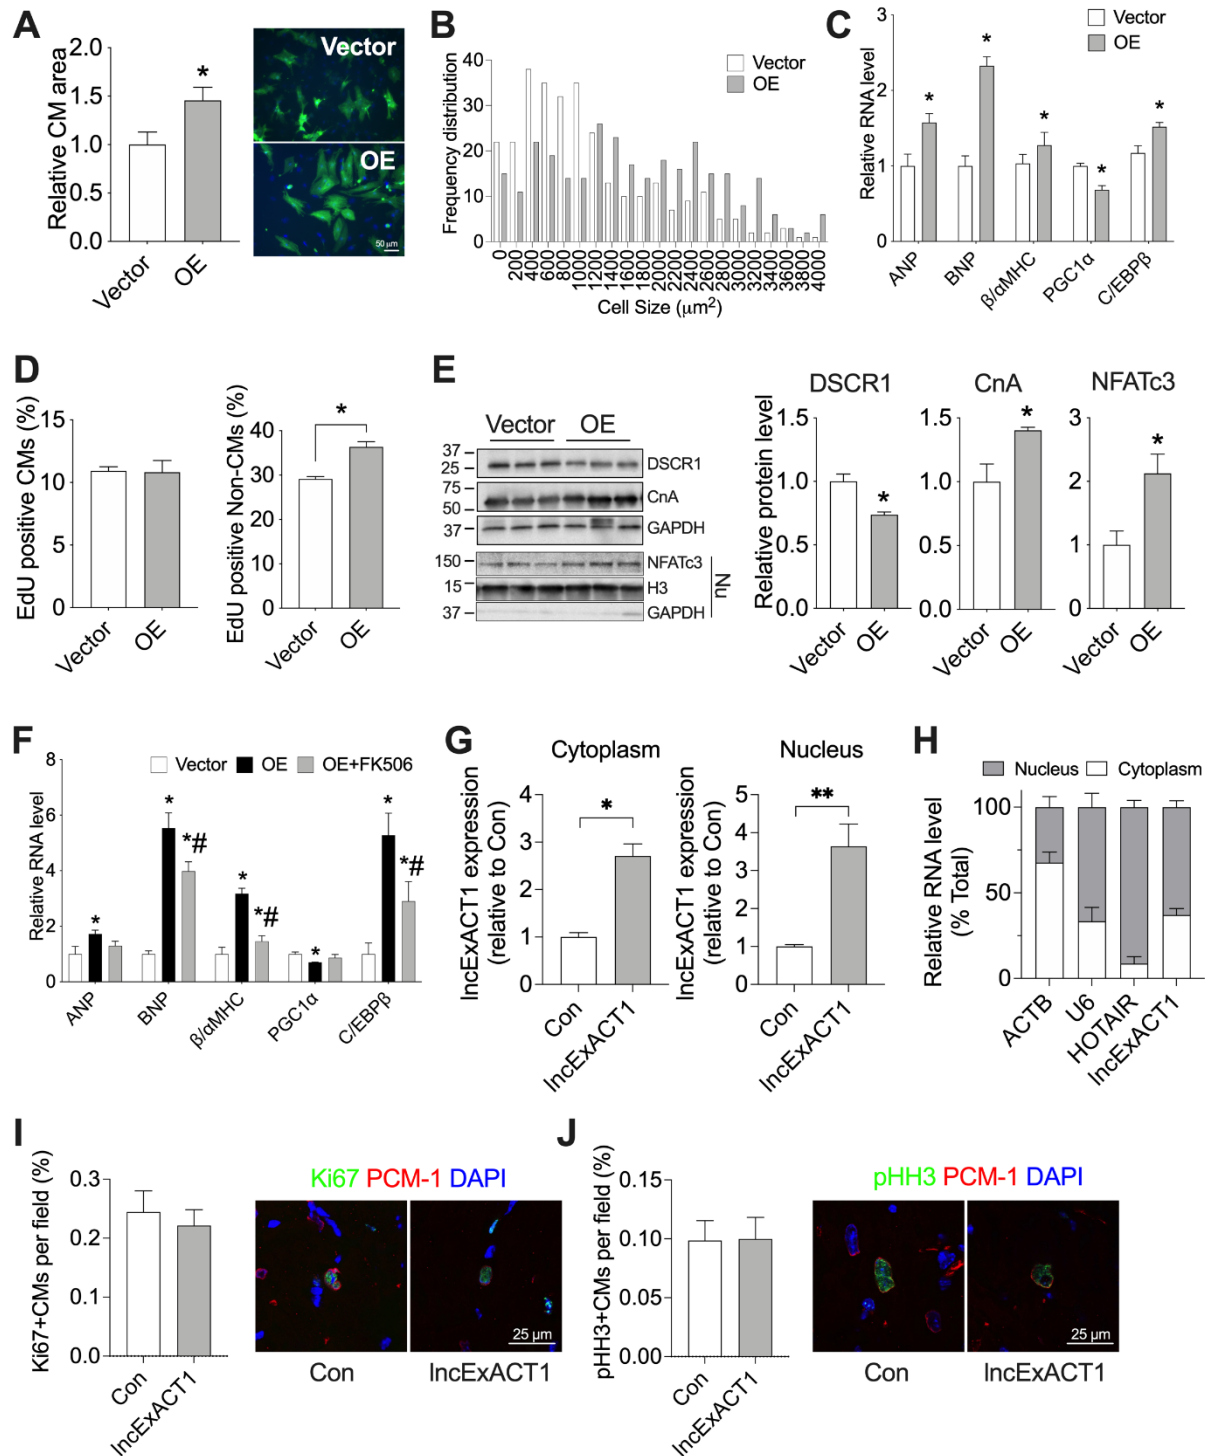 A
Relative CM area
2.0
1.5
1.0
0.5
0.0
*
Vector
OE
Vector
OE
50 μm
B
Frequency distribution
40
30
20
10
0
Vector
OE
0
200
400
600
800
1000
1200
1400
1600
1800
2000
2200
2400
2600
2800
3000
3200
3400
3600
3800
4000
Cell Size (μm²)
C
Relative RNA level
3
2
1
0
Vector
OE
*
*
*
*
*
ANP
BNP
β/αMHC
PGC1α
C/EBPβ
D
EdU positive CMs (%)
15
10
5
0
Vector
OE
EdU positive Non-CMs (%)
40
30
20
10
0
*
Vector
OE
E
Vector OE
37
25
DSCR1
75
50
CnA
37
GAPDH
150
NFATc3
15
H3
37
GAPDH
Nu
Relative protein level
DSCR1
1.5
1.0
0.5
0.0
*
Vector
OE
CnA
1.5
1.0
0.5
0.0
*
Vector
OE
NFATc3
3
2
1
0
*
Vector
OE
F
Relative RNA level
8
6
4
2
0
Vector OE OE+FK506
*
*
*#
*
*#
*
*
*#
ANP
BNP
β/αMHC
PGC1α
C/EBPβ
G
Cytoplasm
lncExACT1 expression
(relative to Con)
4
3
2
1
0
*
Con
lncExACT1
Nucleus
lncExACT1 expression
(relative to Con)
5
4
3
2
1
0
**
Con
lncExACT1
H
Nucleus Cytoplasm
Relative RNA level
(% Total)
100
50
0
ACTB
U6
HOTAIR
lncExACT1
I
Ki67+CMs per field (%)
0.3
0.2
0.1
0.0
Con
lncExACT1
Ki67 PCM-1 DAPI
25 μm
Con lncExACT1
J
pHH3+CMs per field (%)
0.15
0.10
0.05
0.00
Con
lncExACT1
pHH3 PCM-1 DAPI
25 μm
Con lncExACT1